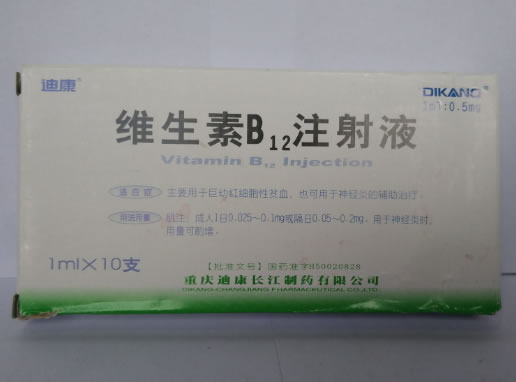 迪康®
DIKANG®
1ml:0.5mg
维生素B12注射液
Vitamin B12 Injection
适应症 主要用于巨幼红细胞性贫血,也可用于神经炎的辅助治疗。
用法用量 肌注,成人1日0.025~0.1mg或隔日0.05~0.2mg,用于神经炎时,
用量可酌增。
1ml×10支
【批准文号】国药准字H50020828
重庆迪康长江制药有限公司
DIKANG-CHANGJIANG PHARMACEUTICAL CO.,LTD.